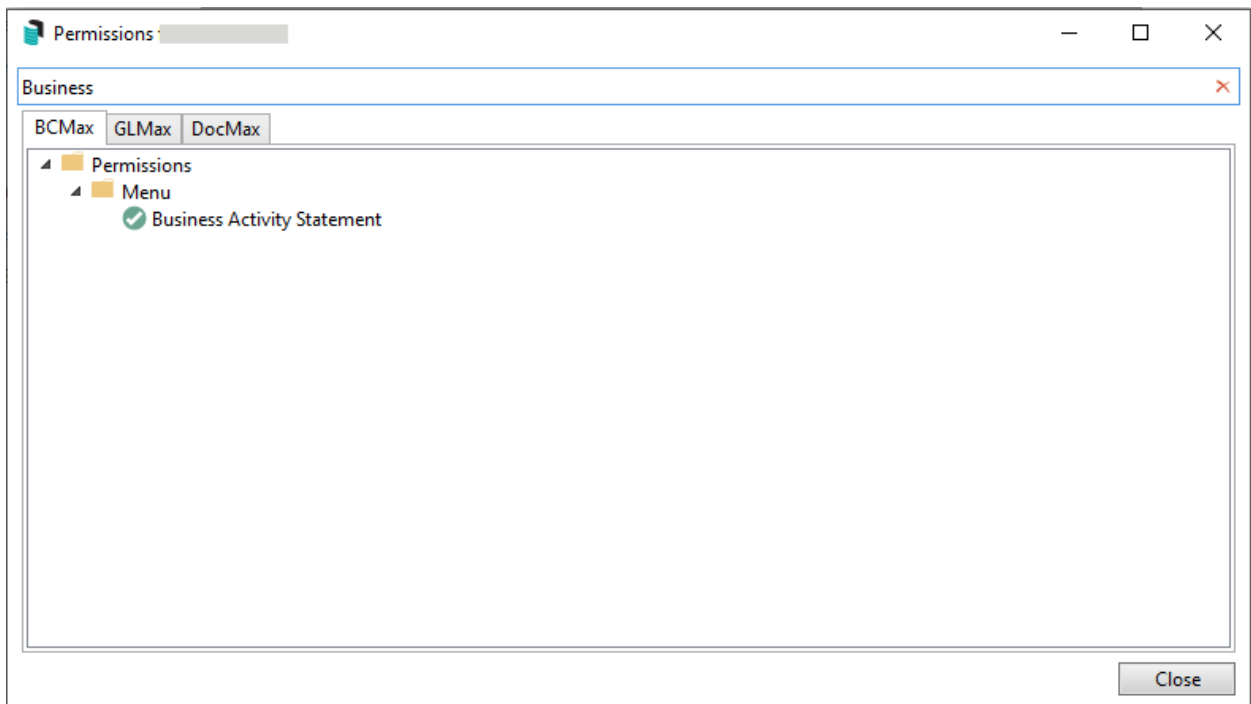 Permissions
Business
BCMax GLMax DocMax
Permissions
Menu
Business Activity Statement
Close